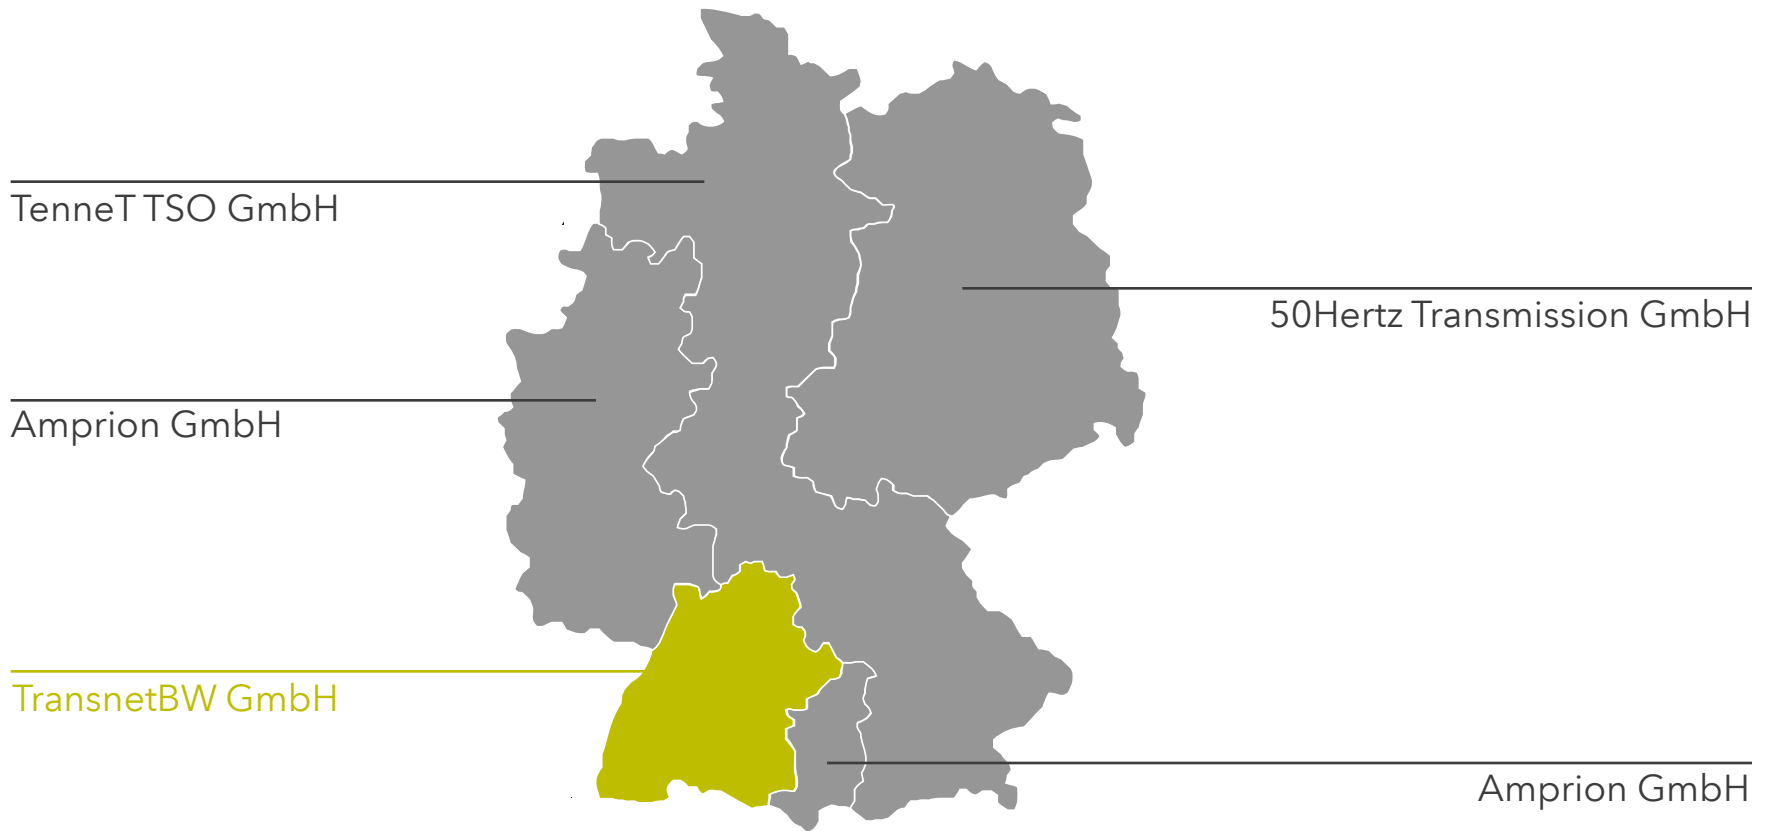 TenneT TSO GmbH
50Hertz Transmission GmbH
Amprion GmbH
TransnetBW GmbH
Amprion GmbH